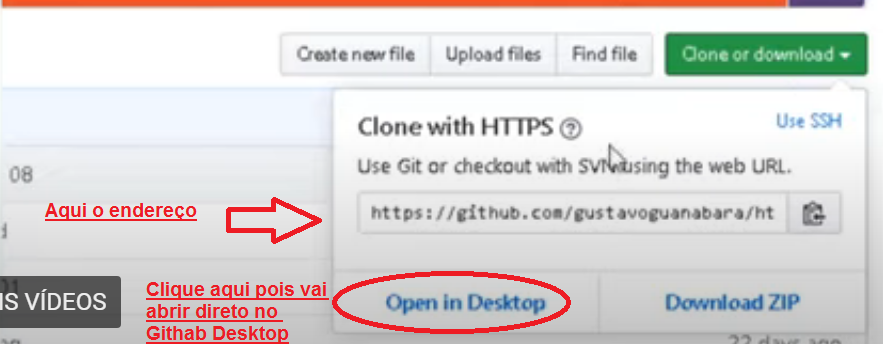 Create new file Upload files Find file Clone or download
Clone with HTTPS Use SSH
Use Git or checkout with SVN using the web URL.
08
Aqui o endereço
https://github.com/gustavoguanabara/ht
d
01
IS VÍDEOS
Clique aqui pois vai
abrir direto no
Githab Desktop
Open in Desktop Download ZIP
22 days ago